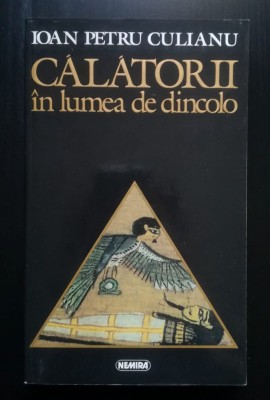 IOAN PETRU CULIANU
CĂLĂTORII
în lumea de dincolo
NEMIRA